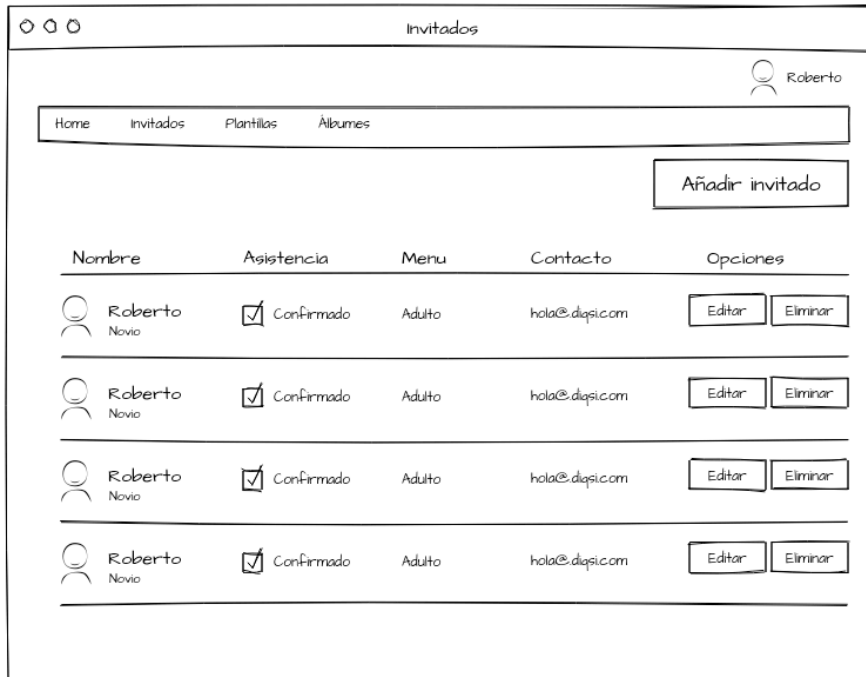 Invitados
Roberto
Home Invitados Plantillas Álbumes
Añadir invitado
Nombre Asistencia Menu Contacto Opciones
Roberto Confirmado Adulto hola@.diqsi.com Editar Eliminar
Novio
Roberto Confirmado Adulto hola@.diqsi.com Editar Eliminar
Novio
Roberto Confirmado Adulto hola@.diqsi.com Editar Eliminar
Novio
Roberto Confirmado Adulto hola@.diqsi.com Editar Eliminar
Novio